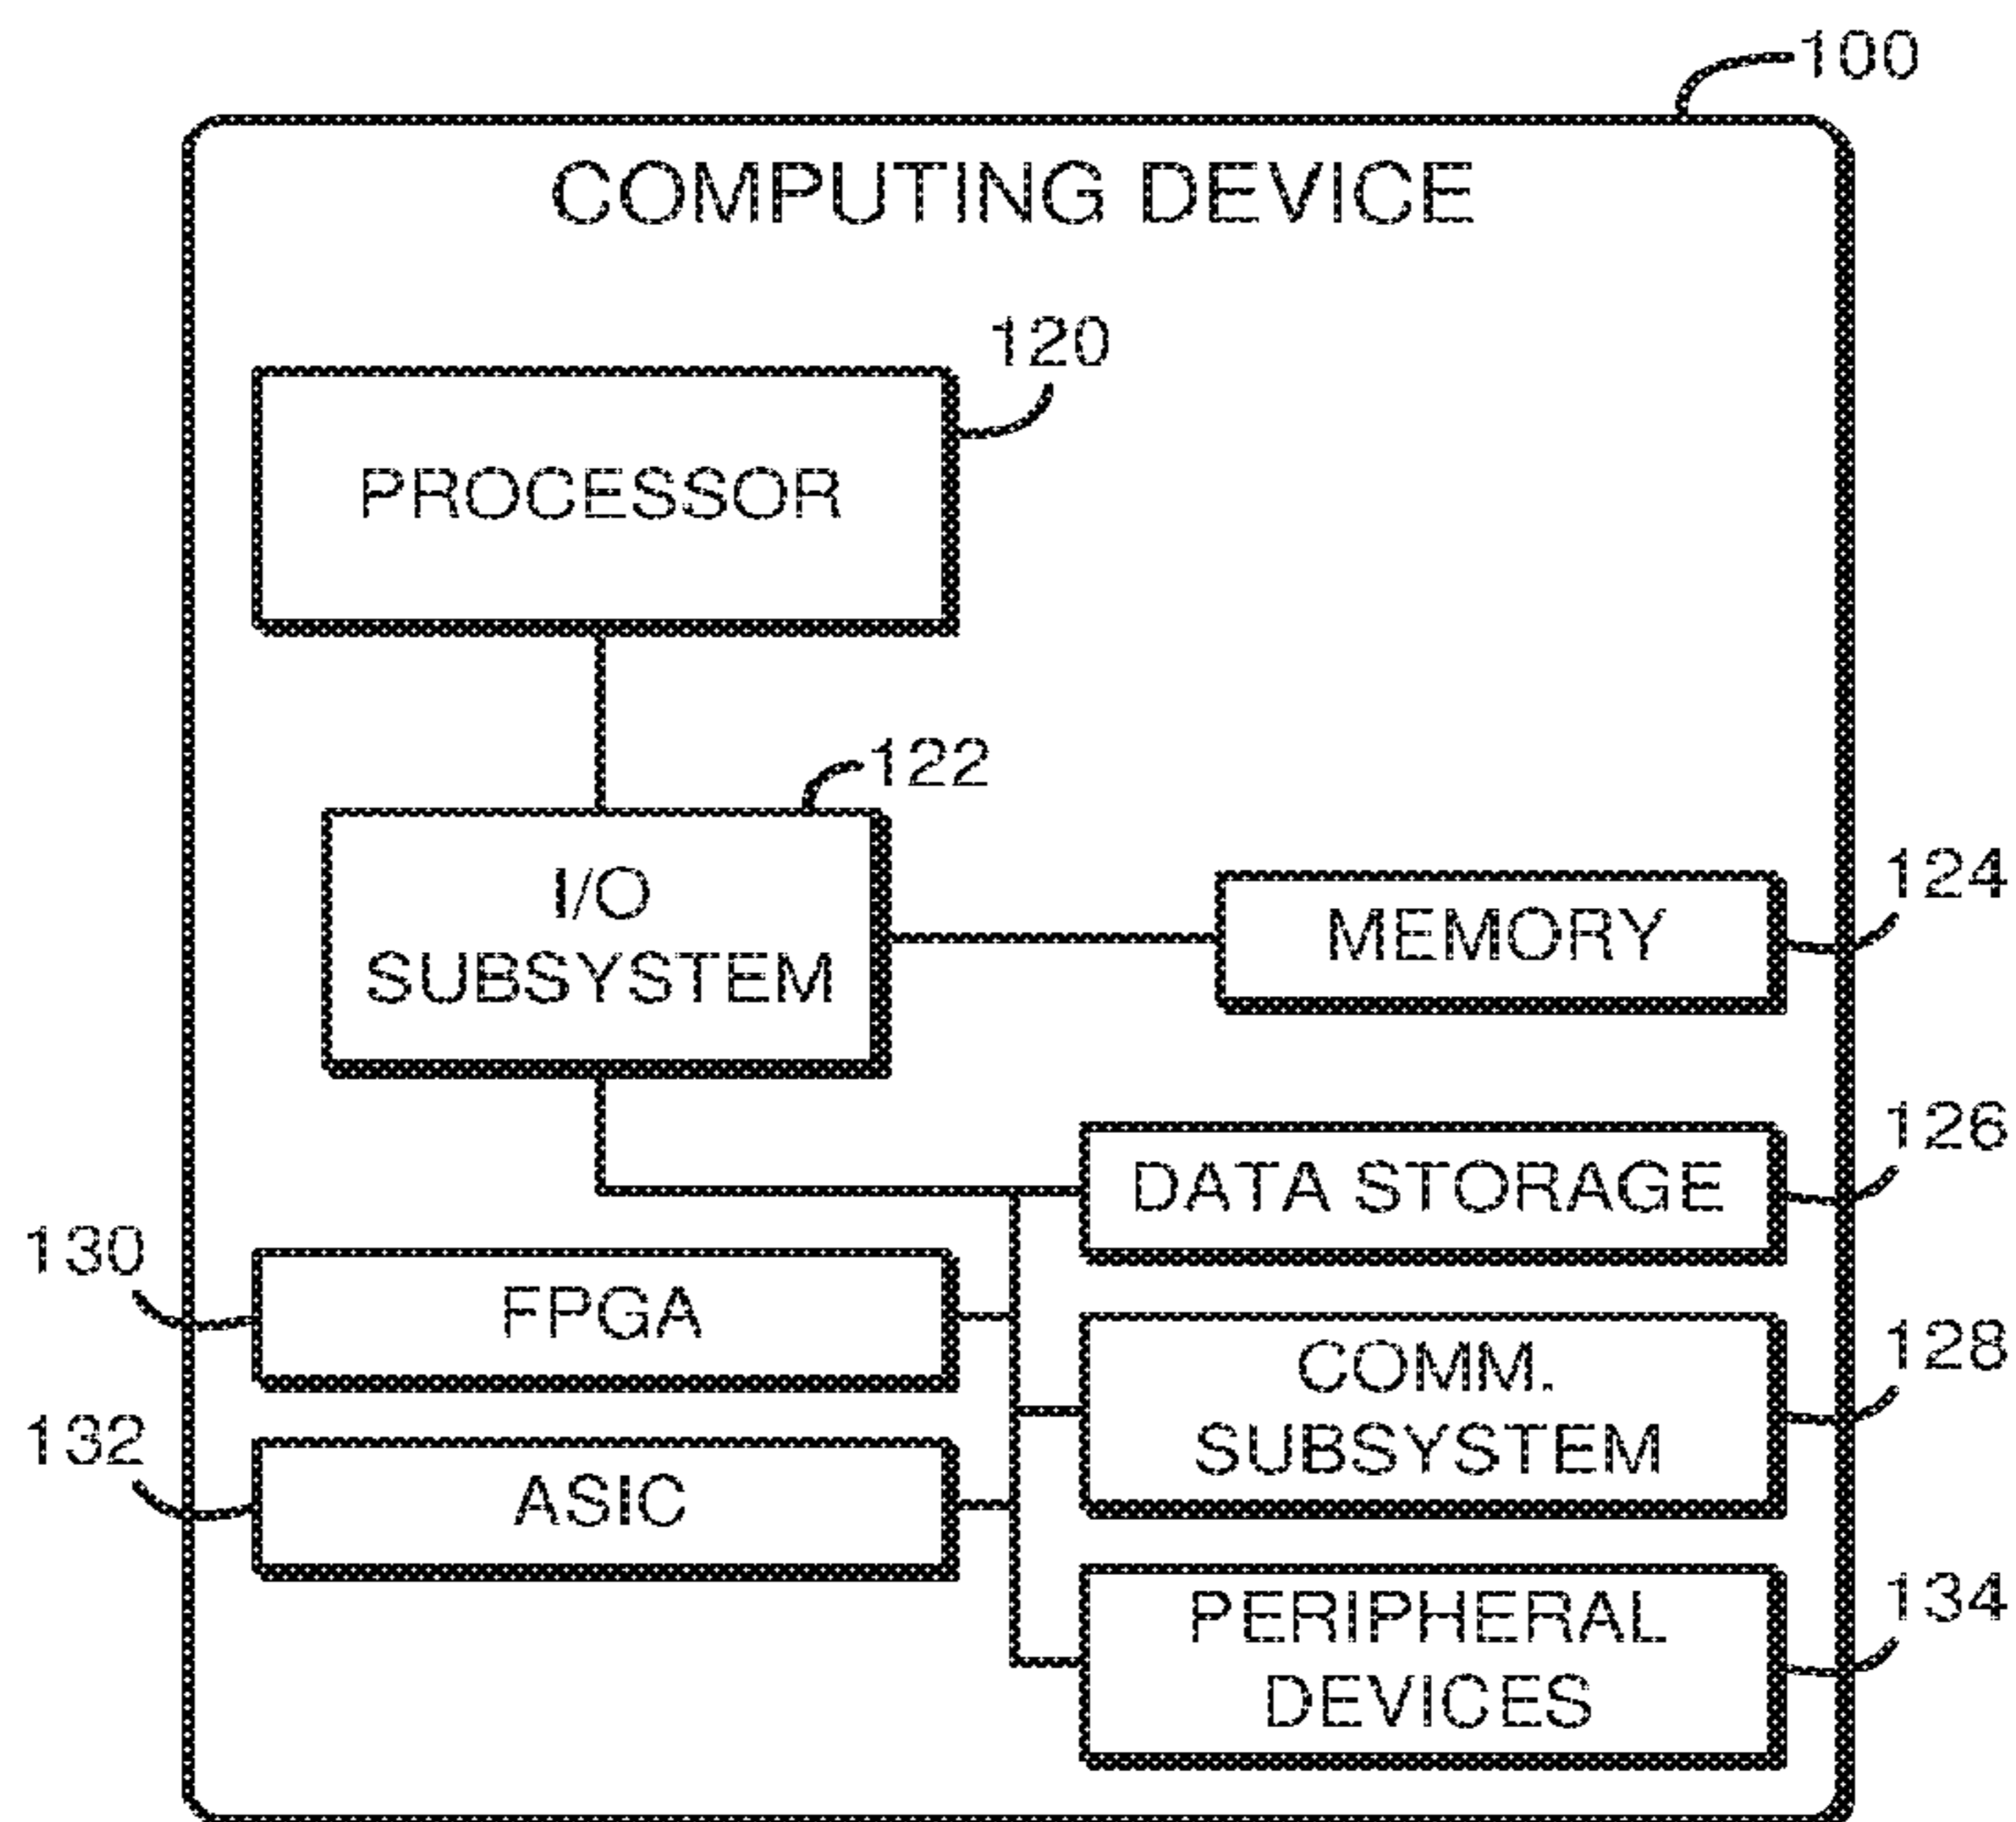 100
COMPUTING DEVICE
120
PROCESSOR
122
I/O
SUBSYSTEM
124
MEMORY
126
DATA STORAGE
130
FPGA
128
COMM.
SUBSYSTEM
132
ASIC
134
PERIPHERAL
DEVICES